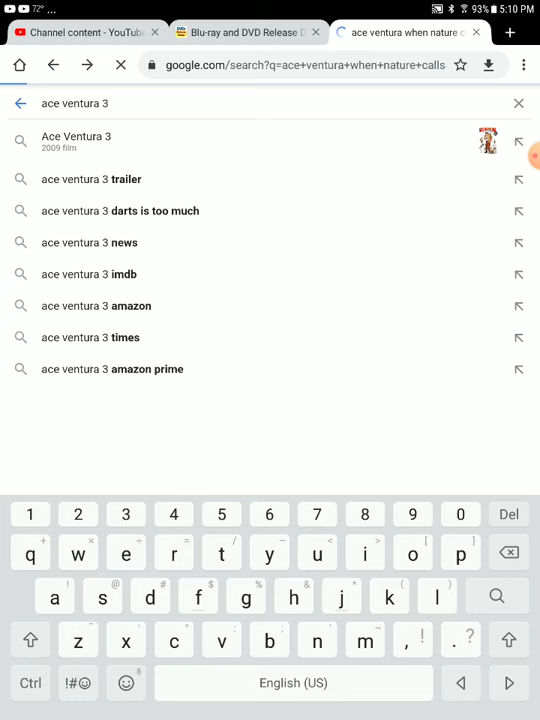 72° ... 93% 5:10 PM
Channel content - YouTube Blu-ray and DVD Release D ace ventura when nature c
google.com/search?q=ace+ventura+when+nature+calls
ace ventura 3
Ace Ventura 3
2009 film
ace ventura 3 trailer
ace ventura 3 darts is too much
ace ventura 3 news
ace ventura 3 imdb
ace ventura 3 amazon
ace ventura 3 times
ace ventura 3 amazon prime
1 2 3 4 5 6 7 8 9 0 Del
+ × ÷ = / _ < > [ ]
q w e r t y u i o p
! @ # $ % ^ & * ( )
a s d f g h j k l
- ' " : ; , ! ?
z x c v b n m , .
Ctrl !#☺ English (US)